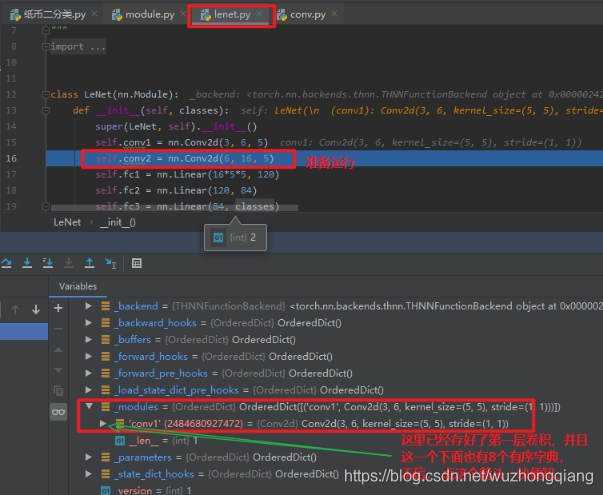 纸币二分类.py × module.py × lenet.py × conv.py ×
7 """
8 import ...
10
11
12 class LeNet(nn.Module): _backend: <torch.nn.backends.thnn.THNNFunctionBackend object at 0x0000024
13 def __init__(self, classes): self: LeNet(\n (conv1): Conv2d(3, 6, kernel_size=(5, 5), stride=
14 super(LeNet, self).__init__()
15 self.conv1 = nn.Conv2d(3, 6, 5) conv1: Conv2d(3, 6, kernel_size=(5, 5), stride=(1, 1))
16 self.conv2 = nn.Conv2d(6, 16, 5) 准备运行
17 self.fc1 = nn.Linear(16*5*5, 120)
18 self.fc2 = nn.Linear(120, 84)
19 self.fc3 = nn.Linear(84, classes)
LeNet › __init__()
01 {int} 2
Variables
_backend = {THNNFunctionBackend} <torch.nn.backends.thnn.THNNFunctionBackend object at 0x0000002
_backward_hooks = {OrderedDict} OrderedDict()
_buffers = {OrderedDict} OrderedDict()
_forward_hooks = {OrderedDict} OrderedDict()
_forward_pre_hooks = {OrderedDict} OrderedDict()
_load_state_dict_pre_hooks = {OrderedDict} OrderedDict()
_modules = {OrderedDict} OrderedDict([('conv1', Conv2d(3, 6, kernel_size=(5, 5), stride=(1, 1)))])
'conv1' (2484680927472) = {Conv2d} Conv2d(3, 6, kernel_size=(5, 5), stride=(1, 1))
01 __len__ = {int} 1
_parameters = {OrderedDict} OrderedDict()
_state_dict_hooks = {OrderedDict} OrderedDict()
01 _version = {int} 1
这里已经存好了第一层卷积，并且
这一个下面也有8个有序字典，
https://blog.csdn.net/wuzhongqiang